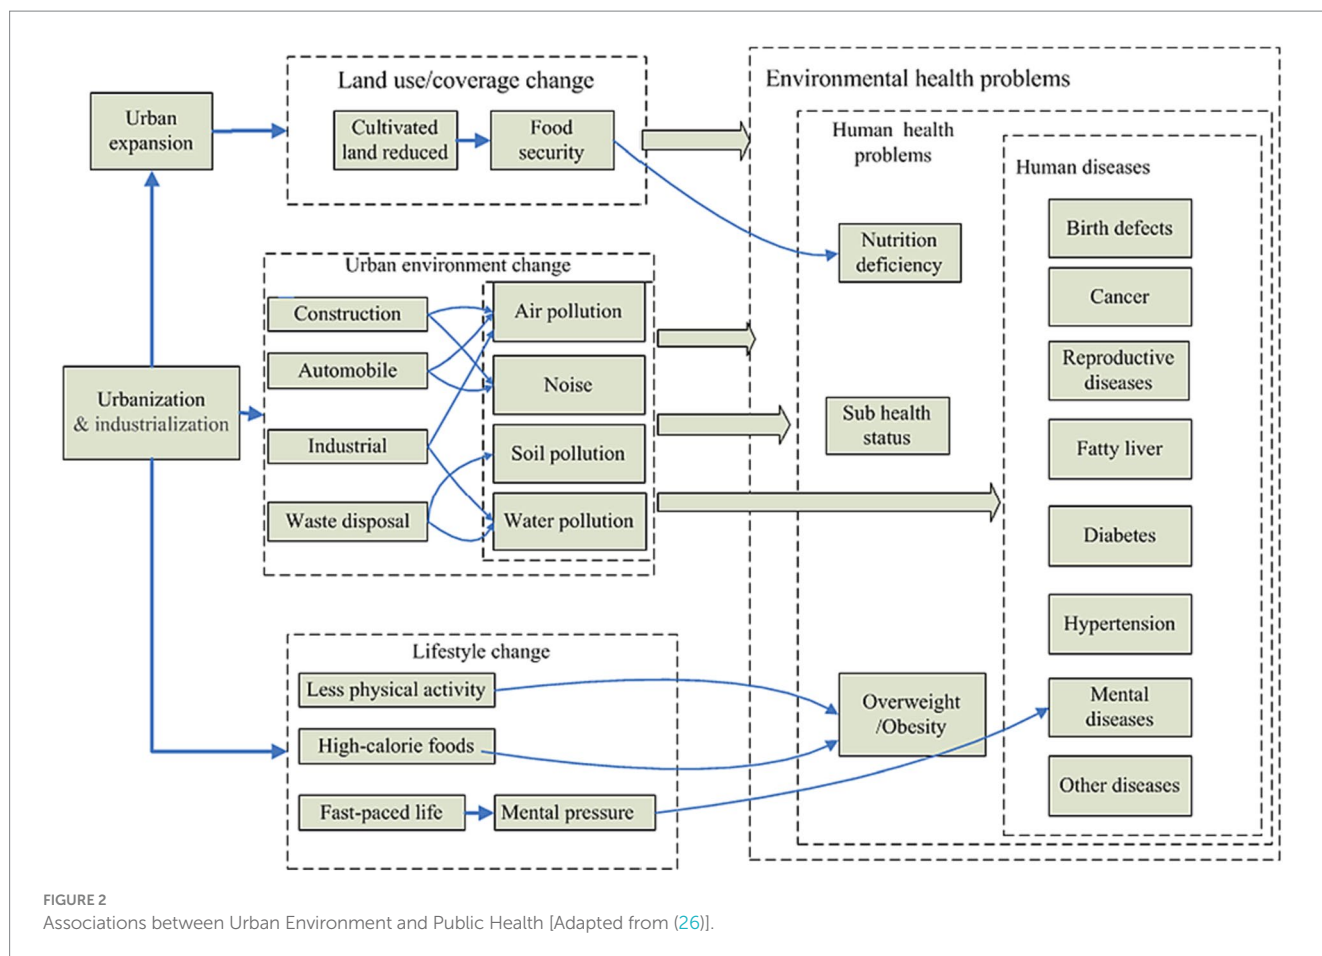 Urban
expansion
Land use/coverage change
Cultivated
land reduced
Food
security
Environmental health problems
Human health
problems
Human diseases
Nutrition
deficiency
Birth defects
Cancer
Reproductive
diseases
Fatty liver
Diabetes
Hypertension
Mental
diseases
Other diseases
Sub health
status
Overweight
/Obesity
Urbanization
& industrialization
Urban environment change
Construction
Automobile
Industrial
Waste disposal
Air pollution
Noise
Soil pollution
Water pollution
Lifestyle change
Less physical activity
High-calorie foods
Fast-paced life
Mental pressure
FIGURE 2
Associations between Urban Environment and Public Health [Adapted from (26)].